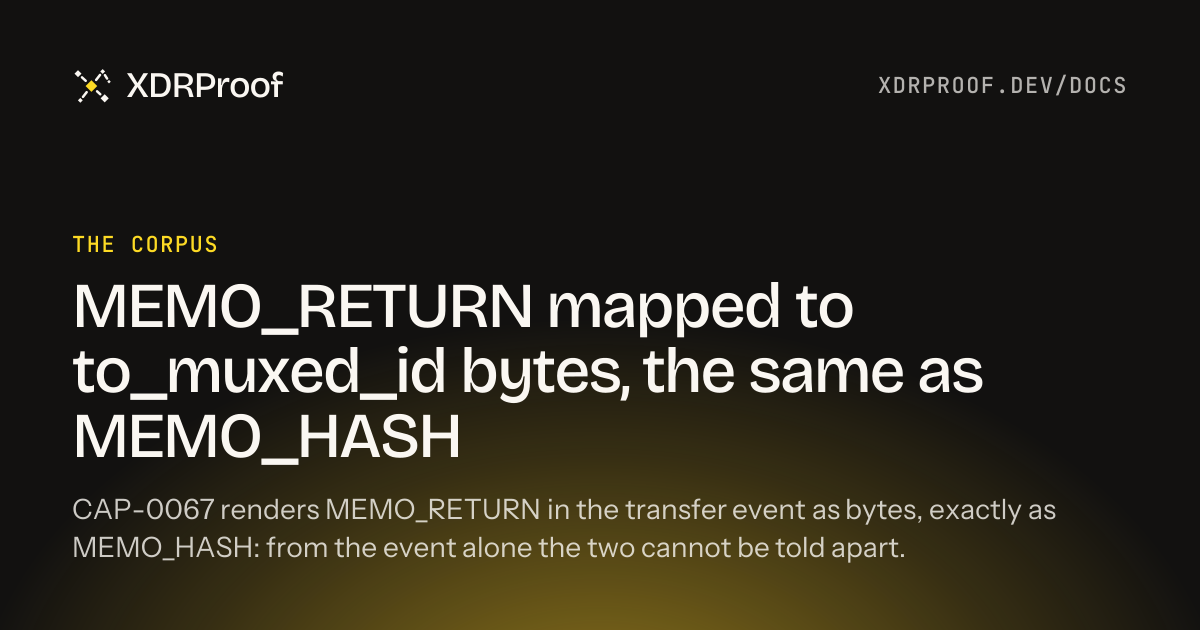 XDRProof
XDRPROOF.DEV/DOCS
THE CORPUS
MEMO_RETURN mapped to
to_muxed_id bytes, the same as
MEMO_HASH
CAP-0067 renders MEMO_RETURN in the transfer event as bytes, exactly as
MEMO_HASH: from the event alone the two cannot be told apart.